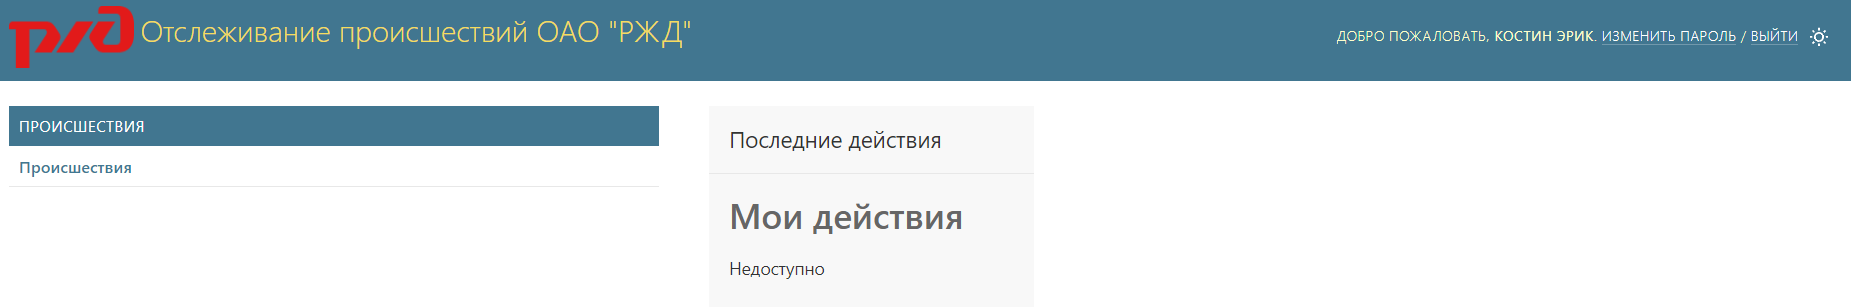 РЖД Отслеживание происшествий ОАО "РЖД"
ДОБРО ПОЖАЛОВАТЬ, КОСТИН ЭРИК. ИЗМЕНИТЬ ПАРОЛЬ / ВЫЙТИ
ПРОИСШЕСТВИЯ
Происшествия
Последние действия
Мои действия
Недоступно